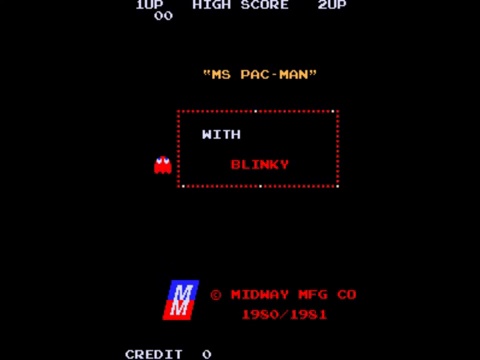 1UP HIGH SCORE 2UP
00
"MS PAC-MAN"
WITH
BLINKY
MM
© MIDWAY MFG CO
1980/1981
CREDIT 0